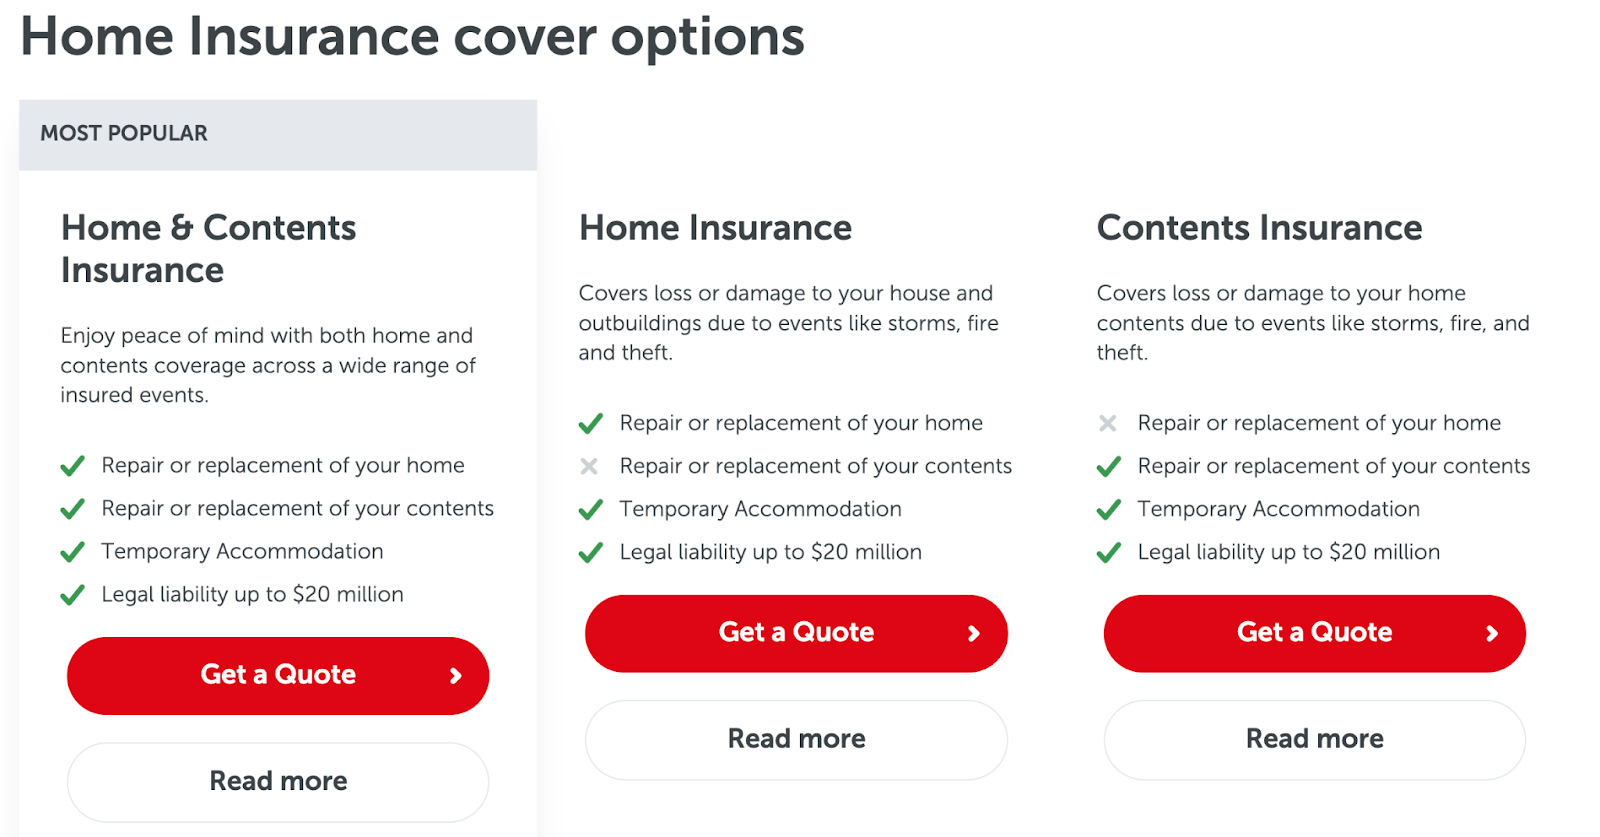 Home Insurance cover options
MOST POPULAR
Home & Contents
Insurance
Enjoy peace of mind with both home and
contents coverage across a wide range of
insured events.
Repair or replacement of your home
Repair or replacement of your contents
Temporary Accommodation
Legal liability up to $20 million
Get a Quote
Read more
Home Insurance
Covers loss or damage to your house and
outbuildings due to events like storms, fire
and theft.
Repair or replacement of your home
Repair or replacement of your contents
Temporary Accommodation
Legal liability up to $20 million
Get a Quote
Read more
Contents Insurance
Covers loss or damage to your home
contents due to events like storms, fire, and
theft.
Repair or replacement of your home
Repair or replacement of your contents
Temporary Accommodation
Legal liability up to $20 million
Get a Quote
Read more